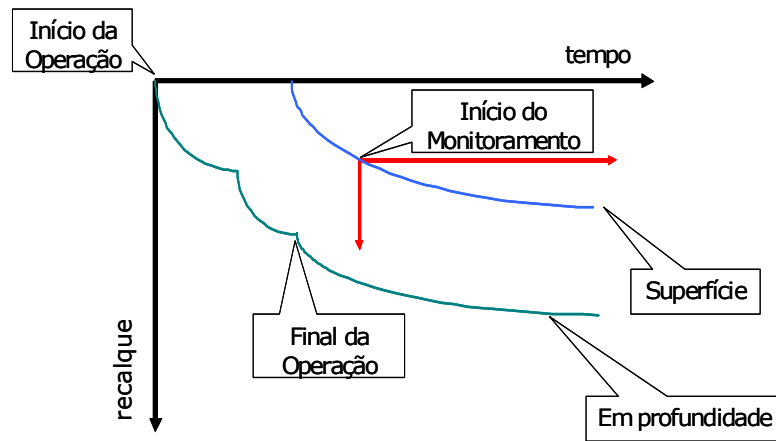 Início da
Operação
tempo
Início do
Monitoramento
Superfície
Final da
Operação
recalque
Em profundidade